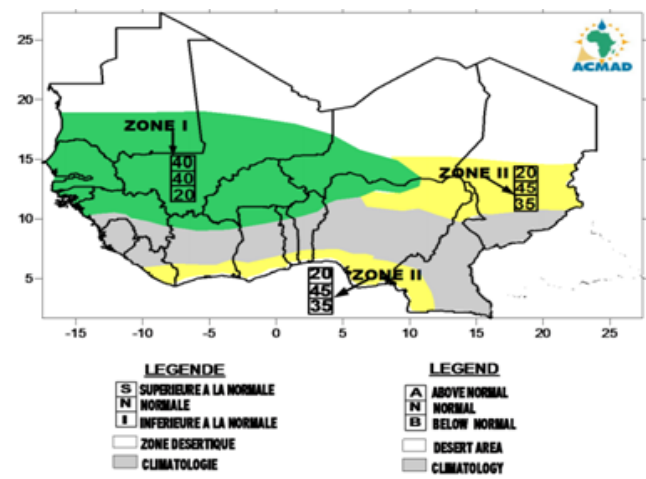 25
ACMAD
20
ZONE I
40
40
20
15
ZONE II
20
45
35
10
5
ZONE II
20
45
35
-15
-10
-5
0
5
10
15
20
25
LEGENDE
S SUPERIEURE A LA NORMALE
N NORMALE
I INFERIEURE A LA NORMALE
ZONE DESERTIQUE
CLIMATOLOGIE
LEGEND
A ABOVE NORMAL
N NORMAL
B BELOW NORMAL
DESERT AREA
CLIMATOLOGY